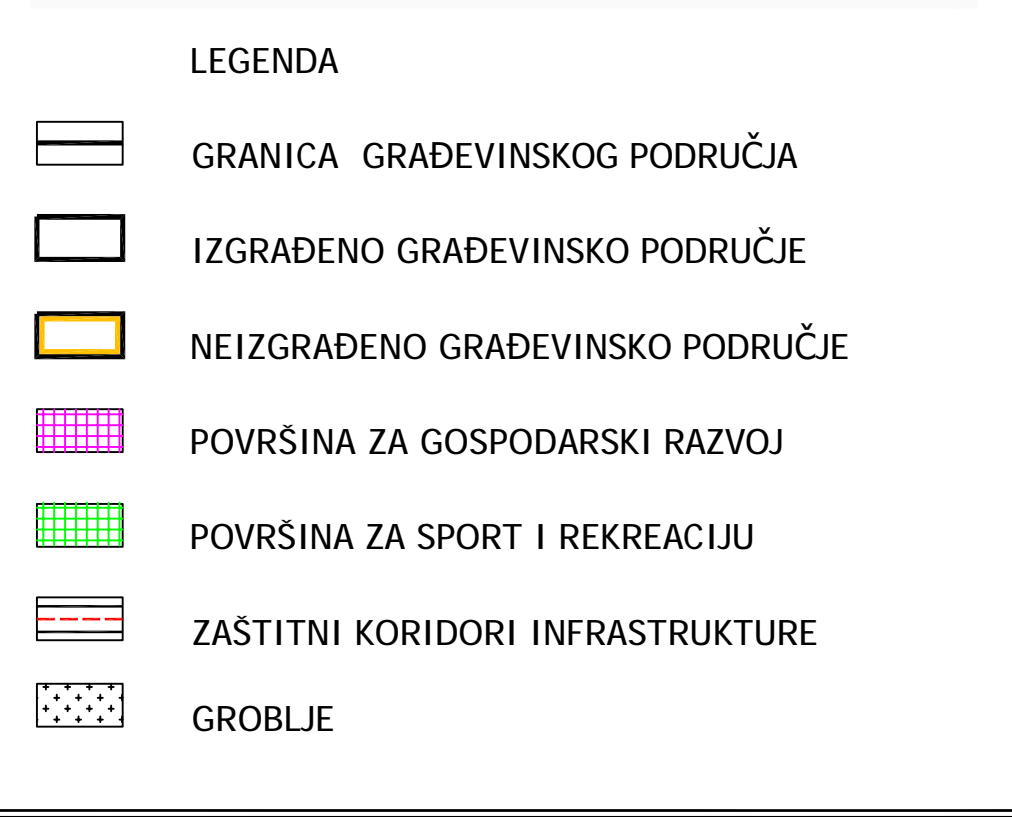 LEGENDA
GRANICA GRAĐEVINSKOG PODRUČJA
IZGRAĐENO GRAĐEVINSKO PODRUČJE
NEIZGRAĐENO GRAĐEVINSKO PODRUČJE
POVRŠINA ZA GOSPODARSKI RAZVOJ
POVRŠINA ZA SPORT I REKREACIJU
ZAŠTITNI KORIDORI INFRASTRUKTURE
GROBLJE